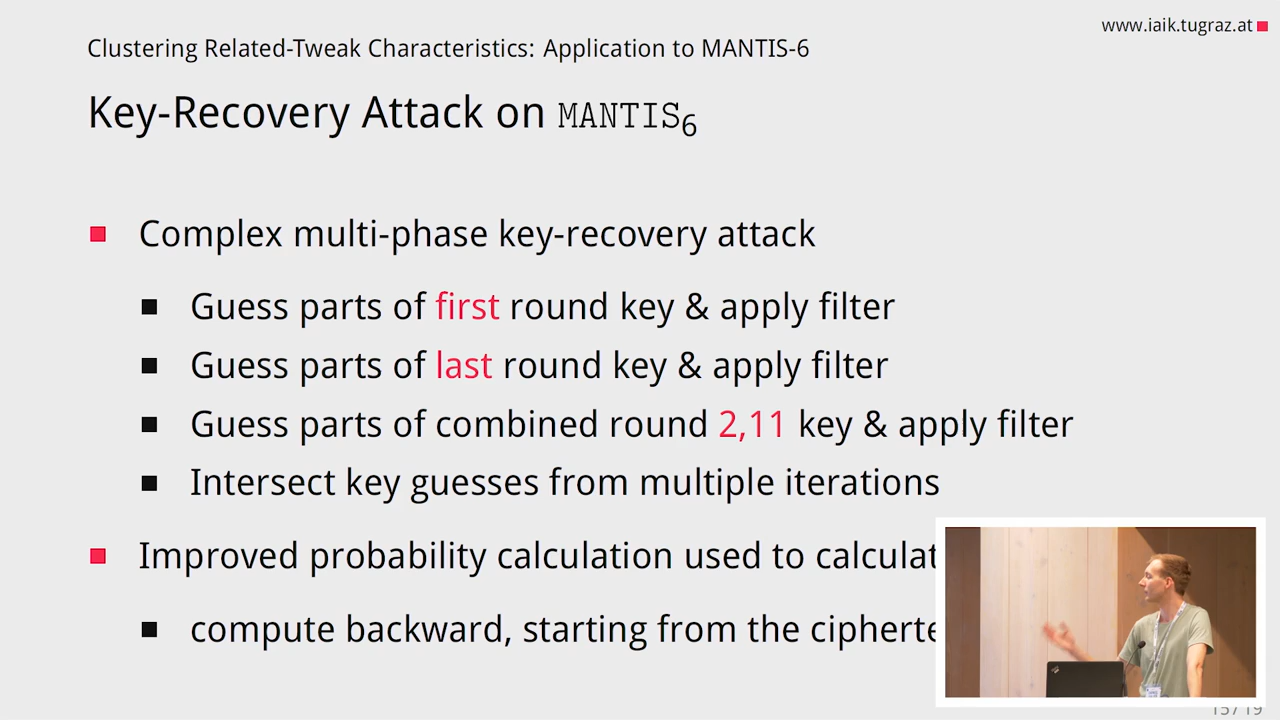 www.iaik.tugraz.at
Clustering Related-Tweak Characteristics: Application to MANTIS-6
Key-Recovery Attack on MANTIS6
Complex multi-phase key-recovery attack
Guess parts of first round key & apply filter
Guess parts of last round key & apply filter
Guess parts of combined round 2,11 key & apply filter
Intersect key guesses from multiple iterations
Improved probability calculation used to calculat
compute backward, starting from the cipherte
15 / 19